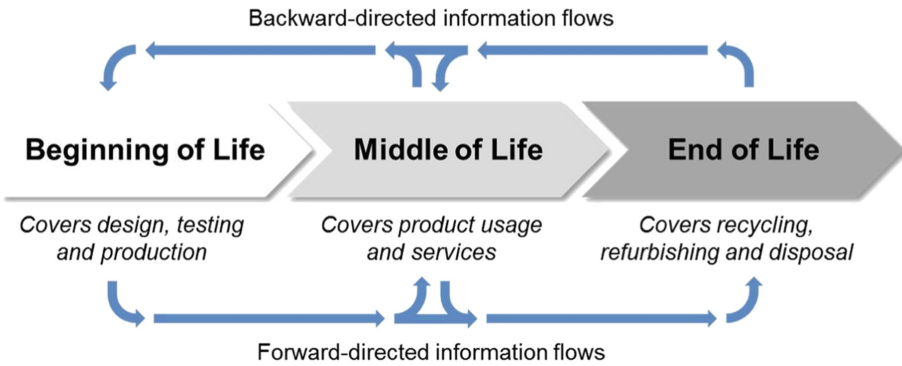 Backward-directed information flows
Beginning of Life
Middle of Life
End of Life
Covers design, testing
and production
Covers product usage
and services
Covers recycling,
refurbishing and disposal
Forward-directed information flows